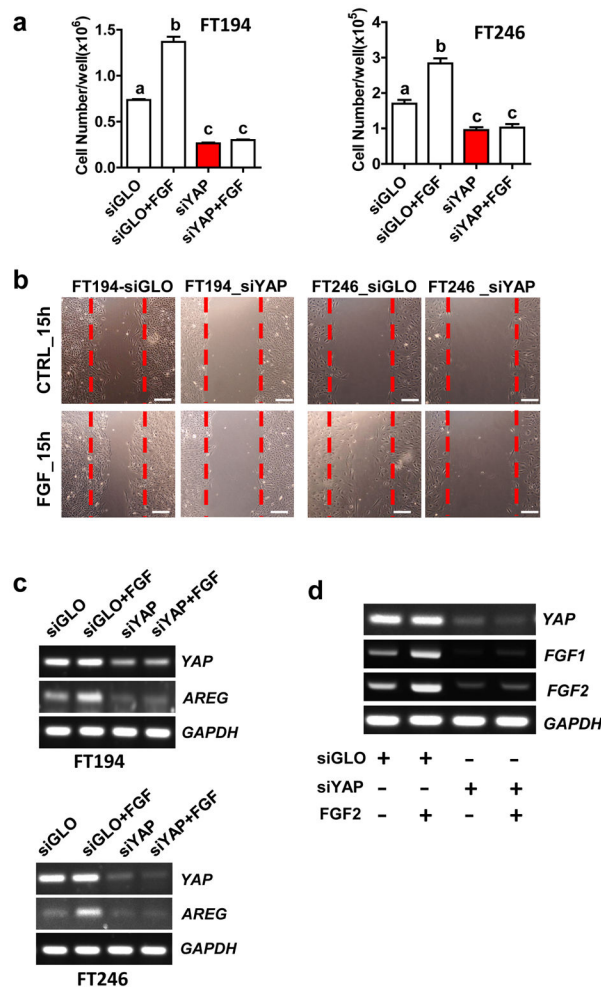 a
FT194
Cell Number/well(x10⁶)
1.5
1.0
0.5
0.0
a
b
c
c
siGLO
siGLO+FGF
siYAP
siYAP+FGF
FT246
Cell Number/well(x10⁵)
4
3
2
1
0
a
b
c
c
siGLO
siGLO+FGF
siYAP
siYAP+FGF
b
FT194-siGLO FT194_siYAP FT246_siGLO FT246 _siYAP
CTRL_15h
FGF_15h
c
siGLO
siGLO+FGF
siYAP
siYAP+FGF
YAP
AREG
GAPDH
FT194
siGLO
siGLO+FGF
siYAP
siYAP+FGF
YAP
AREG
GAPDH
FT246
d
YAP
FGF1
FGF2
GAPDH
siGLO + + - -
siYAP - - + +
FGF2 - + - +